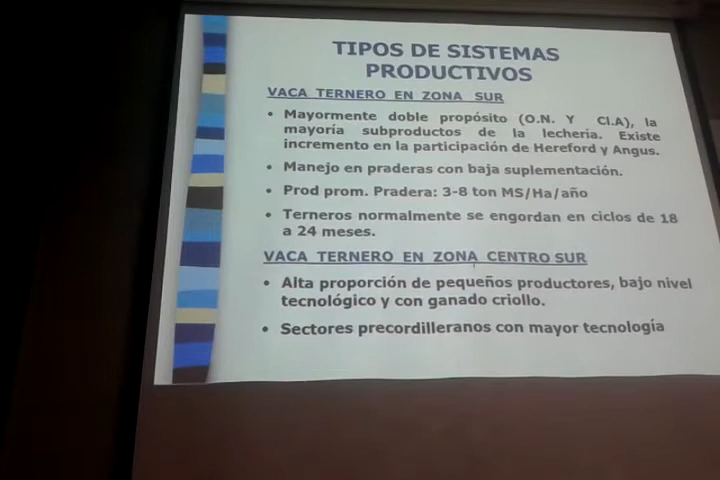 TIPOS DE SISTEMAS
PRODUCTIVOS
VACA TERNERO EN ZONA SUR
• Mayormente doble propósito (O.N. Y Cl.A), la
mayoría subproductos de la lechería. Existe
incremento en la participación de Hereford y Angus.
• Manejo en praderas con baja suplementación.
• Prod prom. Pradera: 3-8 ton MS/Ha/año
• Terneros normalmente se engordan en ciclos de 18
a 24 meses.
VACA TERNERO EN ZONA CENTRO SUR
• Alta proporción de pequeños productores, bajo nivel
tecnológico y con ganado criollo.
• Sectores precordilleranos con mayor tecnología